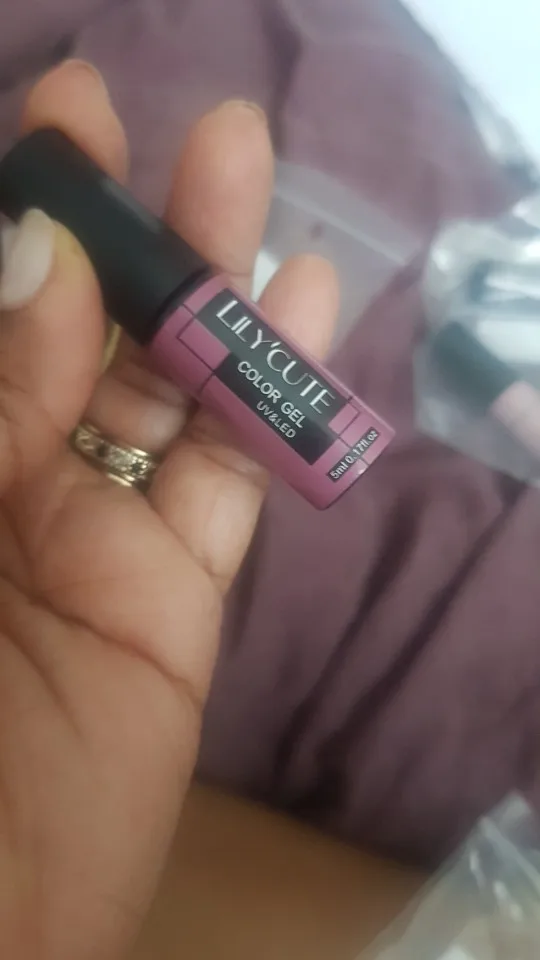 LILY'CUTE
COLOR GEL
UV&LED
5ml 0.17fl.oz